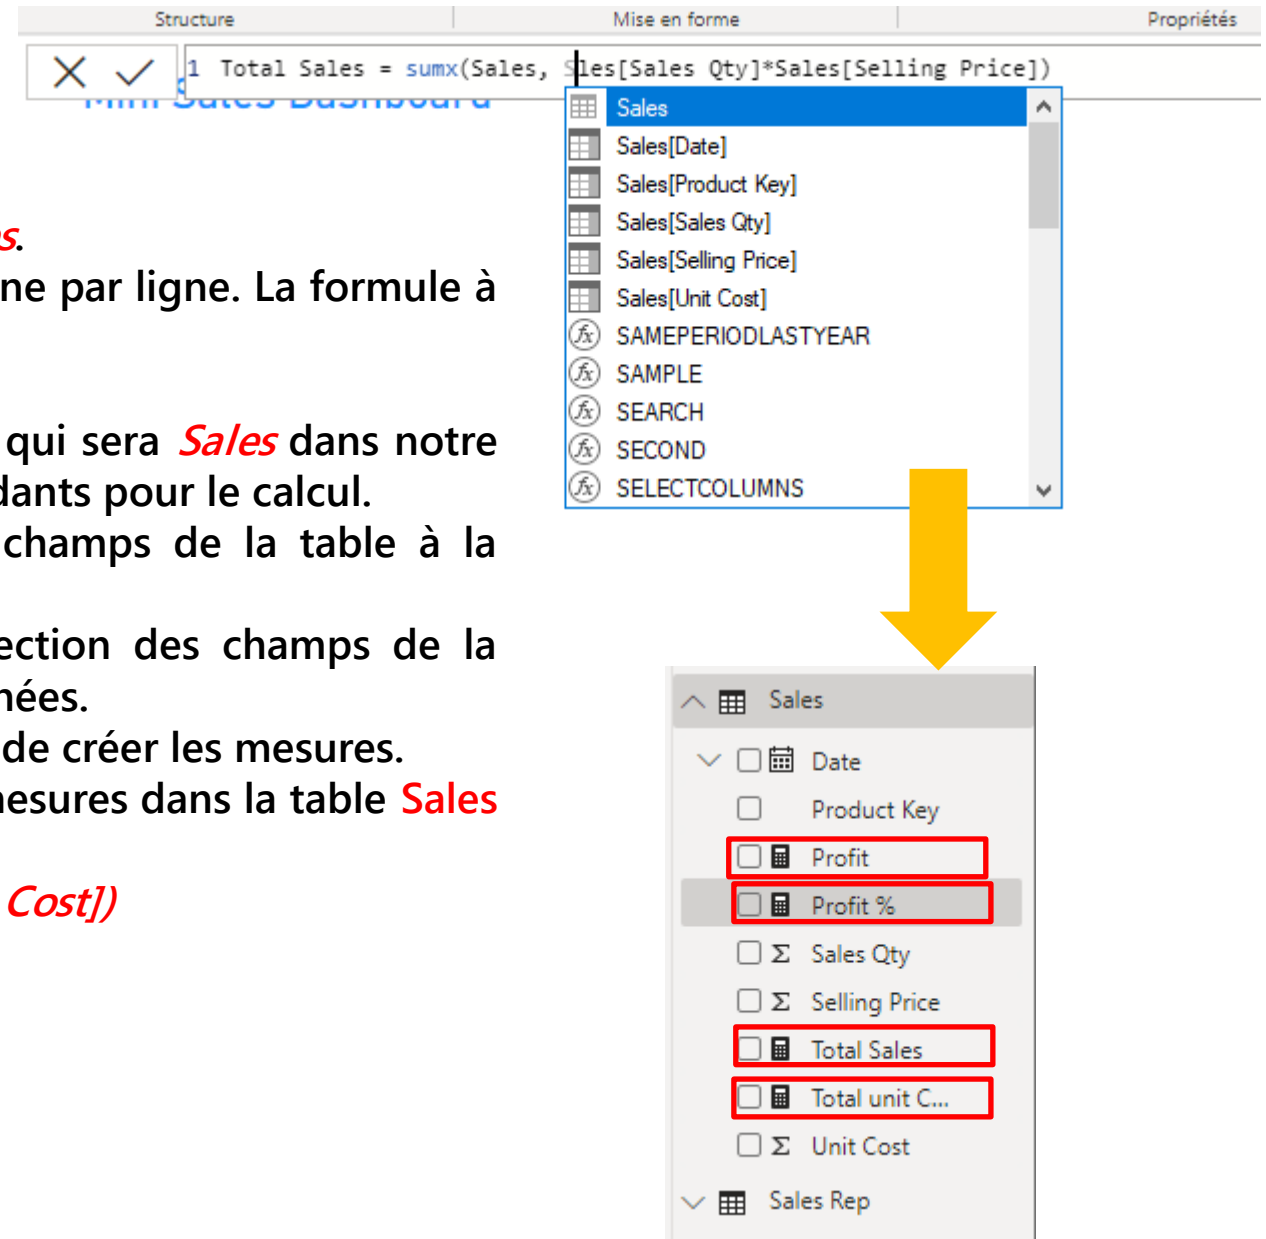 Structure Mise en forme Propriétés
1 Total Sales = sumx(Sales, Sles[Sales Qty]*Sales[Selling Price])
Mini Sales Dashboard
Sales
Sales[Date]
Sales[Product Key]
Sales[Sales Qty]
Sales[Selling Price]
Sales[Unit Cost]
SAMEPERIODLASTYEAR
SAMPLE
SEARCH
SECOND
SELECTCOLUMNS
s.
ne par ligne. La formule à
qui sera Sales dans notre
dants pour le calcul.
champs de la table à la
ection des champs de la
nées.
de créer les mesures.
mesures dans la table Sales
Cost])
Sales
Date
Product Key
Profit
Profit %
Sales Qty
Selling Price
Total Sales
Total unit C...
Unit Cost
Sales Rep